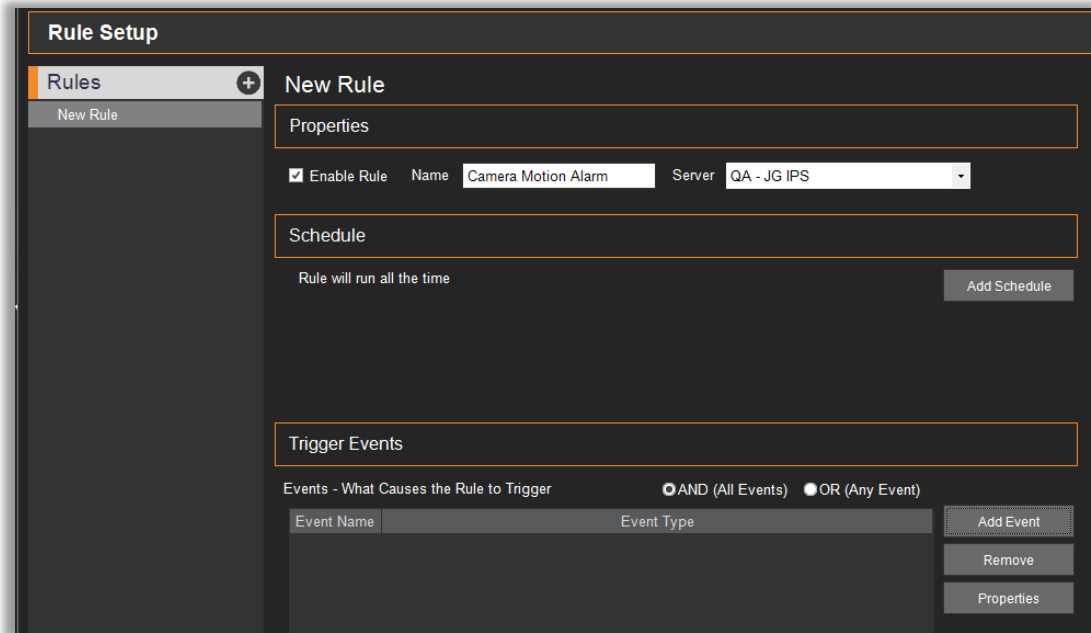 Rule Setup
Rules
New Rule
New Rule
Properties
Enable Rule Name Camera Motion Alarm Server QA - JG IPS
Schedule
Rule will run all the time
Add Schedule
Trigger Events
Events - What Causes the Rule to Trigger AND (All Events) OR (Any Event)
Event Name Event Type
Add Event
Remove
Properties